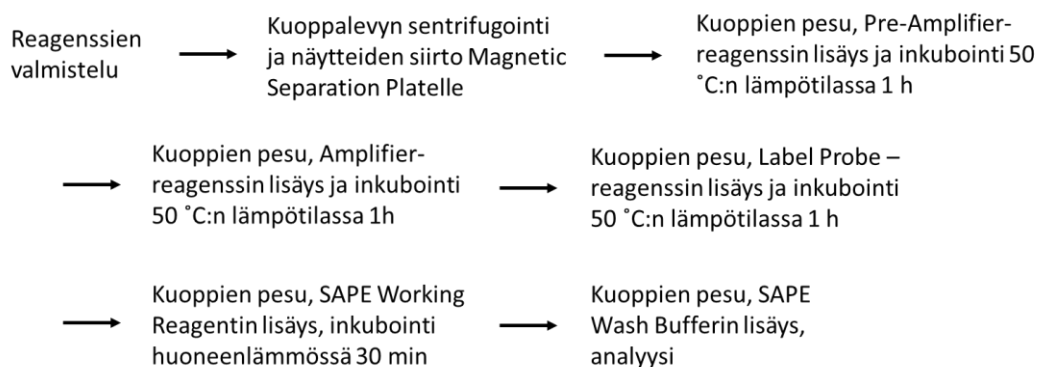 Reagenssien
valmistelu
Kuoppalevyn sentrifugointi
ja näytteiden siirto Magnetic
Separation Platelle
Kuoppien pesu, Pre-Amplifier-
reagenssin lisäys ja inkubointi 50
˚C:n lämpötilassa 1 h
Kuoppien pesu, Amplifier-
reagenssin lisäys ja inkubointi
50 ˚C:n lämpötilassa 1h
Kuoppien pesu, Label Probe –
reagenssin lisäys ja inkubointi
50 ˚C:n lämpötilassa 1 h
Kuoppien pesu, SAPE Working
Reagentin lisäys, inkubointi
huoneenlämmössä 30 min
Kuoppien pesu, SAPE
Wash Bufferin lisäys,
analyysi